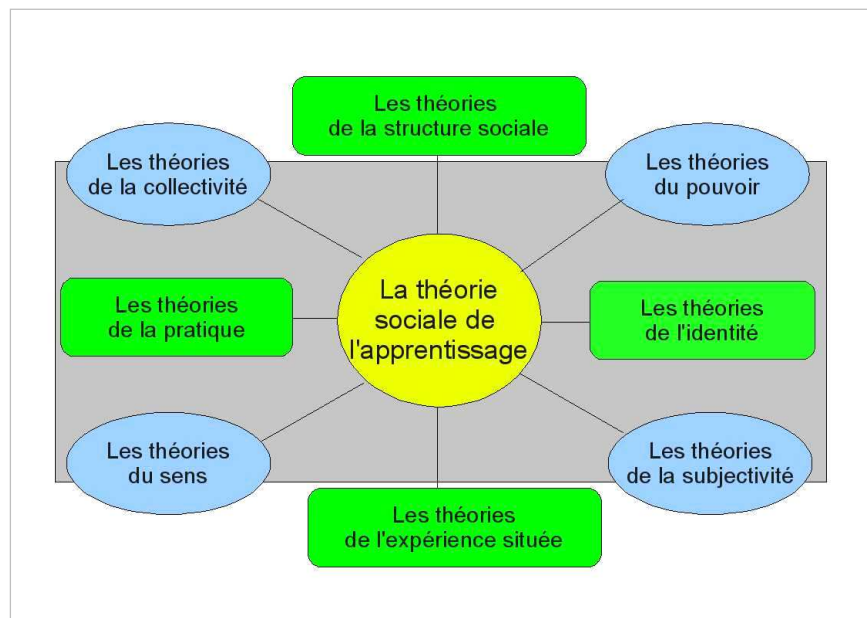 Les théories
de la structure sociale
Les théories
de la collectivité
Les théories
du pouvoir
La théorie
sociale de
l'apprentissage
Les théories
de la pratique
Les théories
de l'identité
Les théories
du sens
Les théories
de la subjectivité
Les théories
de l'expérience située